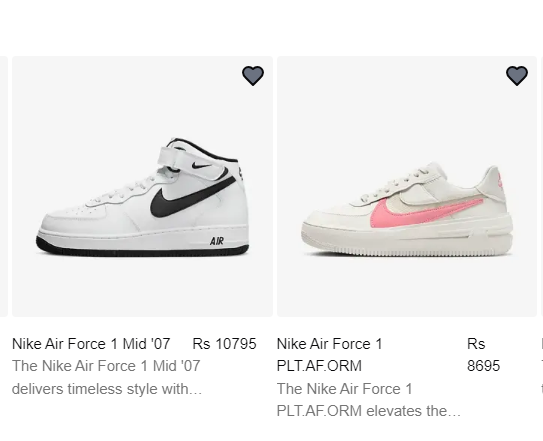 AIR
Nike Air Force 1 Mid '07 Rs 10795
The Nike Air Force 1 Mid '07
delivers timeless style with…
Nike Air Force 1 Rs
PLT.AF.ORM 8695
The Nike Air Force 1
PLT.AF.ORM elevates the…